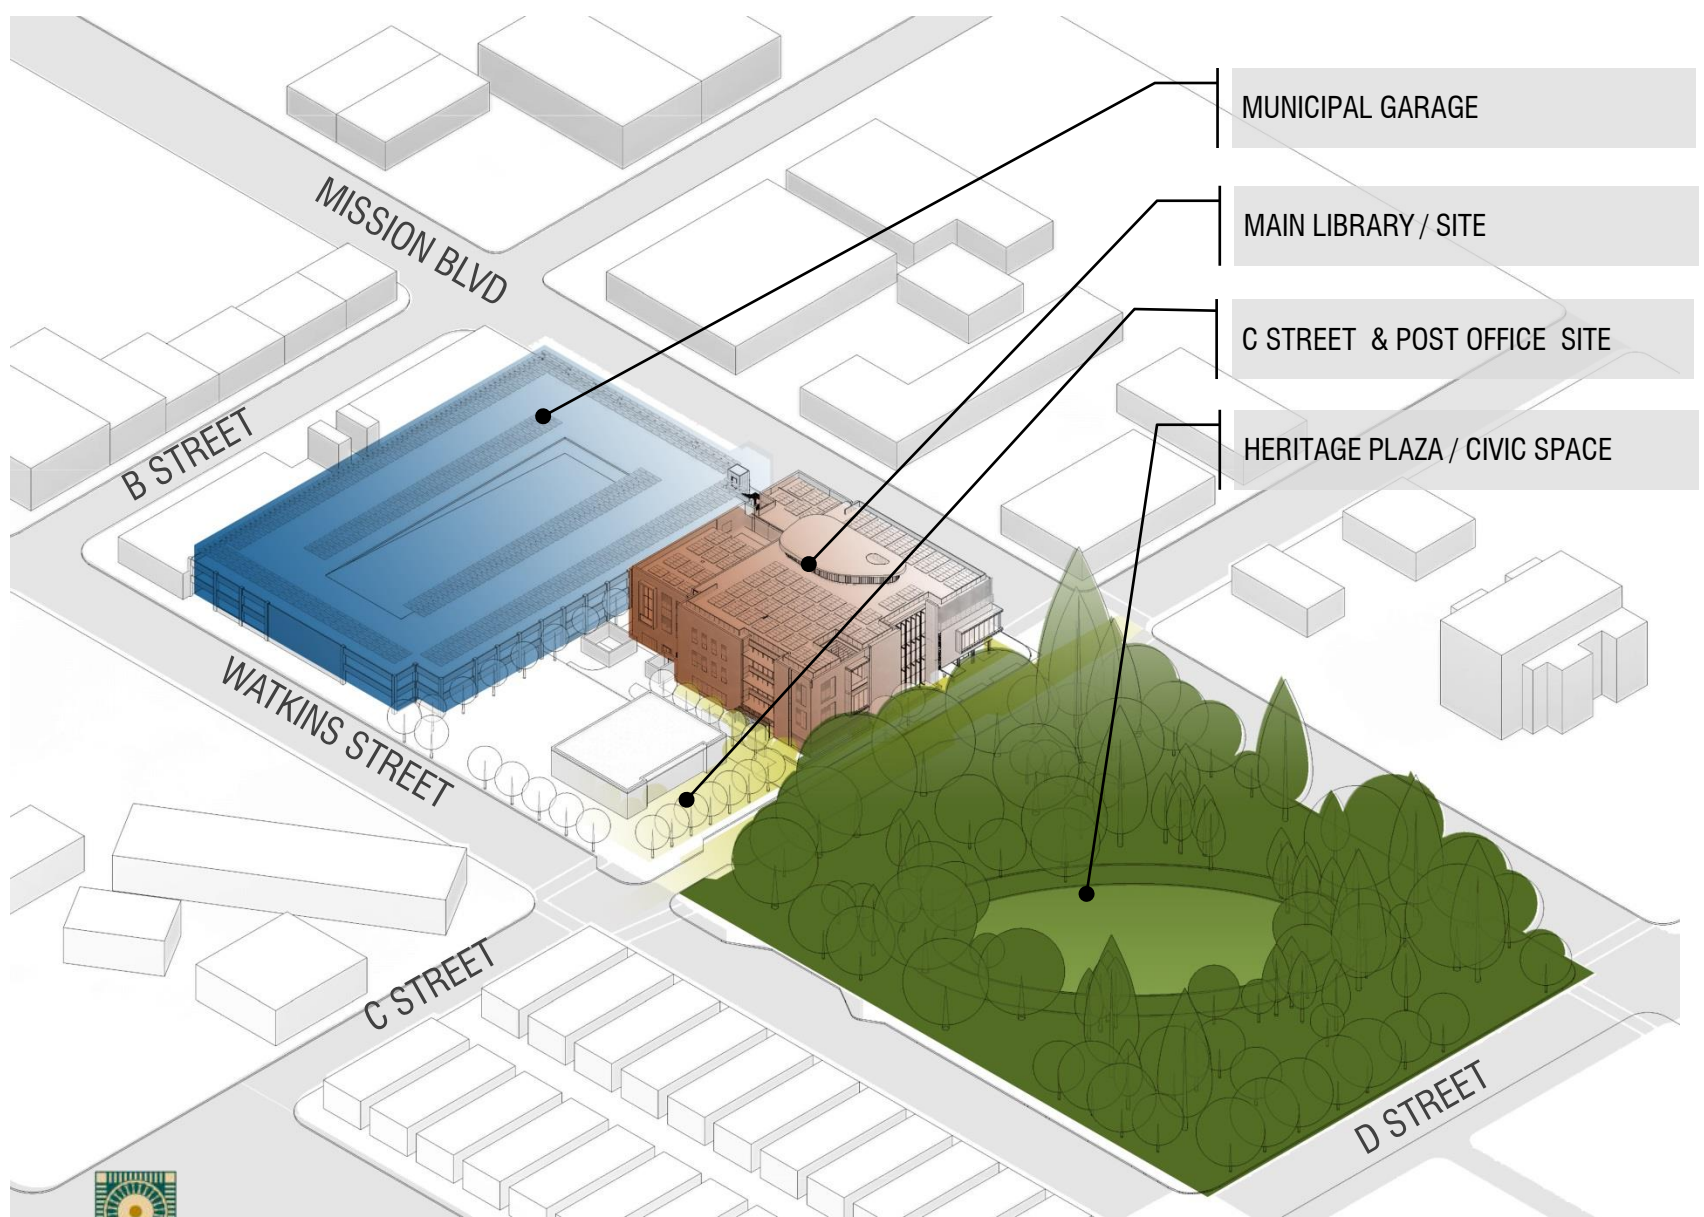 MUNICIPAL GARAGE
MISSION BLVD
MAIN LIBRARY / SITE
C STREET & POST OFFICE SITE
B STREET
HERITAGE PLAZA / CIVIC SPACE
WATKINS STREET
C STREET
D STREET